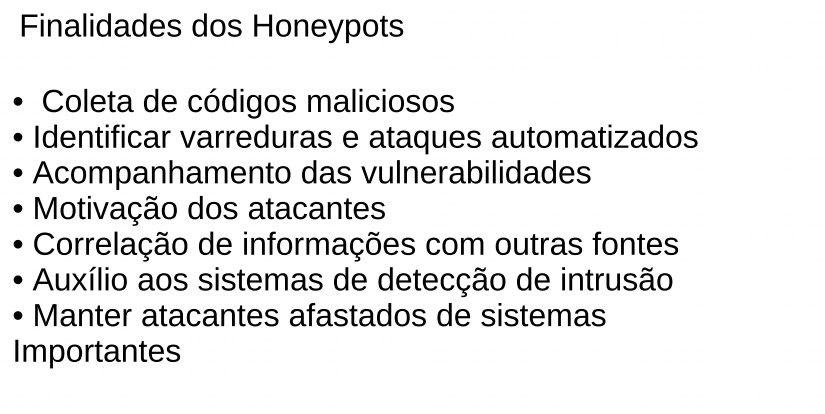 Finalidades dos Honeypots
• Coleta de códigos maliciosos
• Identificar varreduras e ataques automatizados
• Acompanhamento das vulnerabilidades
• Motivação dos atacantes
• Correlação de informações com outras fontes
• Auxílio aos sistemas de detecção de intrusão
• Manter atacantes afastados de sistemas
Importantes